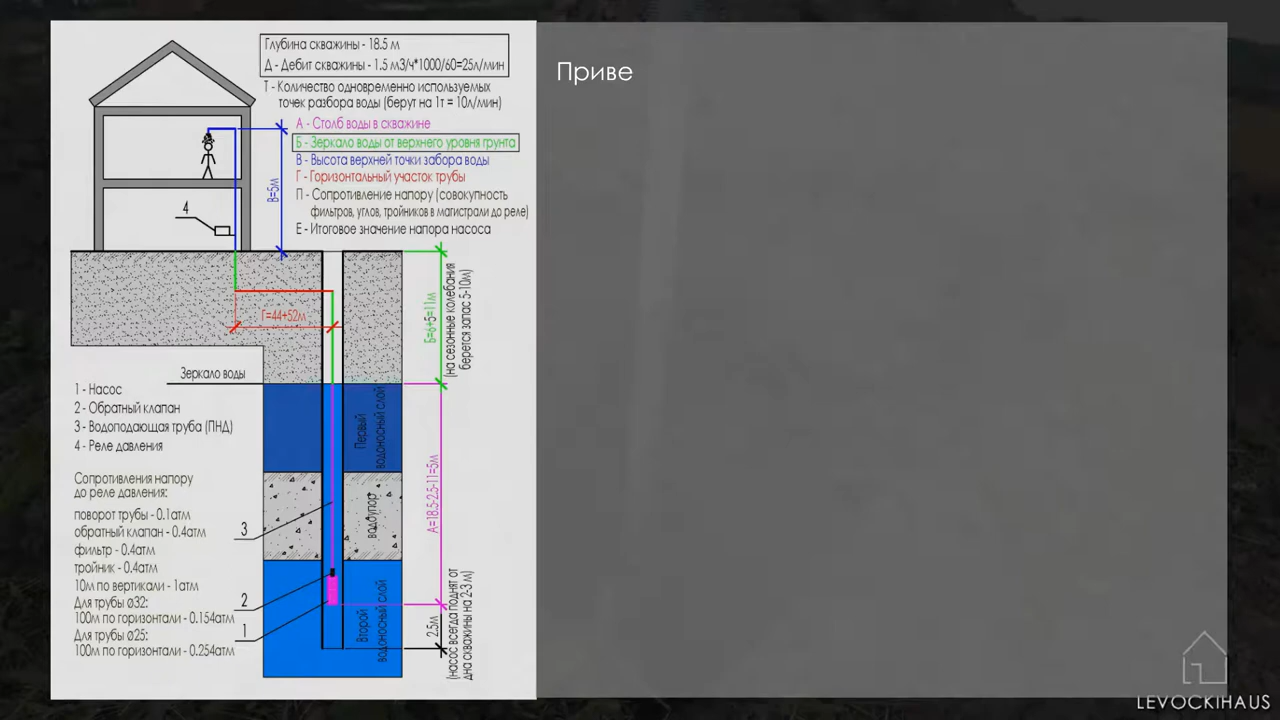 Глубина скважины - 18.5 м
Д - Дебит скважины - 1.5 м3/ч*1000/60=25л/мин
Т - Количество одновременно используемых
точек разбора воды (берут на 1т = 10л/мин)
А - Столб воды в скважине
Б - Зеркало воды от верхнего уровня грунта
В - Высота верхней точки забора воды
Г - Горизонтальный участок трубы
П - Сопротивление напору (совокупность
фильтров, углов, тройников в магистрали до реле)
Е - Итоговое значение напора насоса
Приве
В=5м
4
Г=44+52м
Б=6+5=11м
(на сезонные колебания
берется запас 5-10м)
Зеркало воды
1 - Насос
2 - Обратный клапан
3 - Водоподающая труба (ПНД)
4 - Реле давления
Первый
водоносный слой
А=18.5-2.5-11=5м
водоупор
Сопротивления напору
до реле давления:
поворот трубы - 0.1атм
обратный клапан - 0.4атм
фильтр - 0.4атм
тройник - 0.4атм
10м по вертикали - 1атм
Для трубы ø32:
100м по горизонтали - 0.154атм
Для трубы ø25:
100м по горизонтали - 0.254атм
3
2
1
Второй
водоносный слой
2.5м
(насос всегда поднят от
дна скважины на 2-3 м)
LEVOCKIHAUS